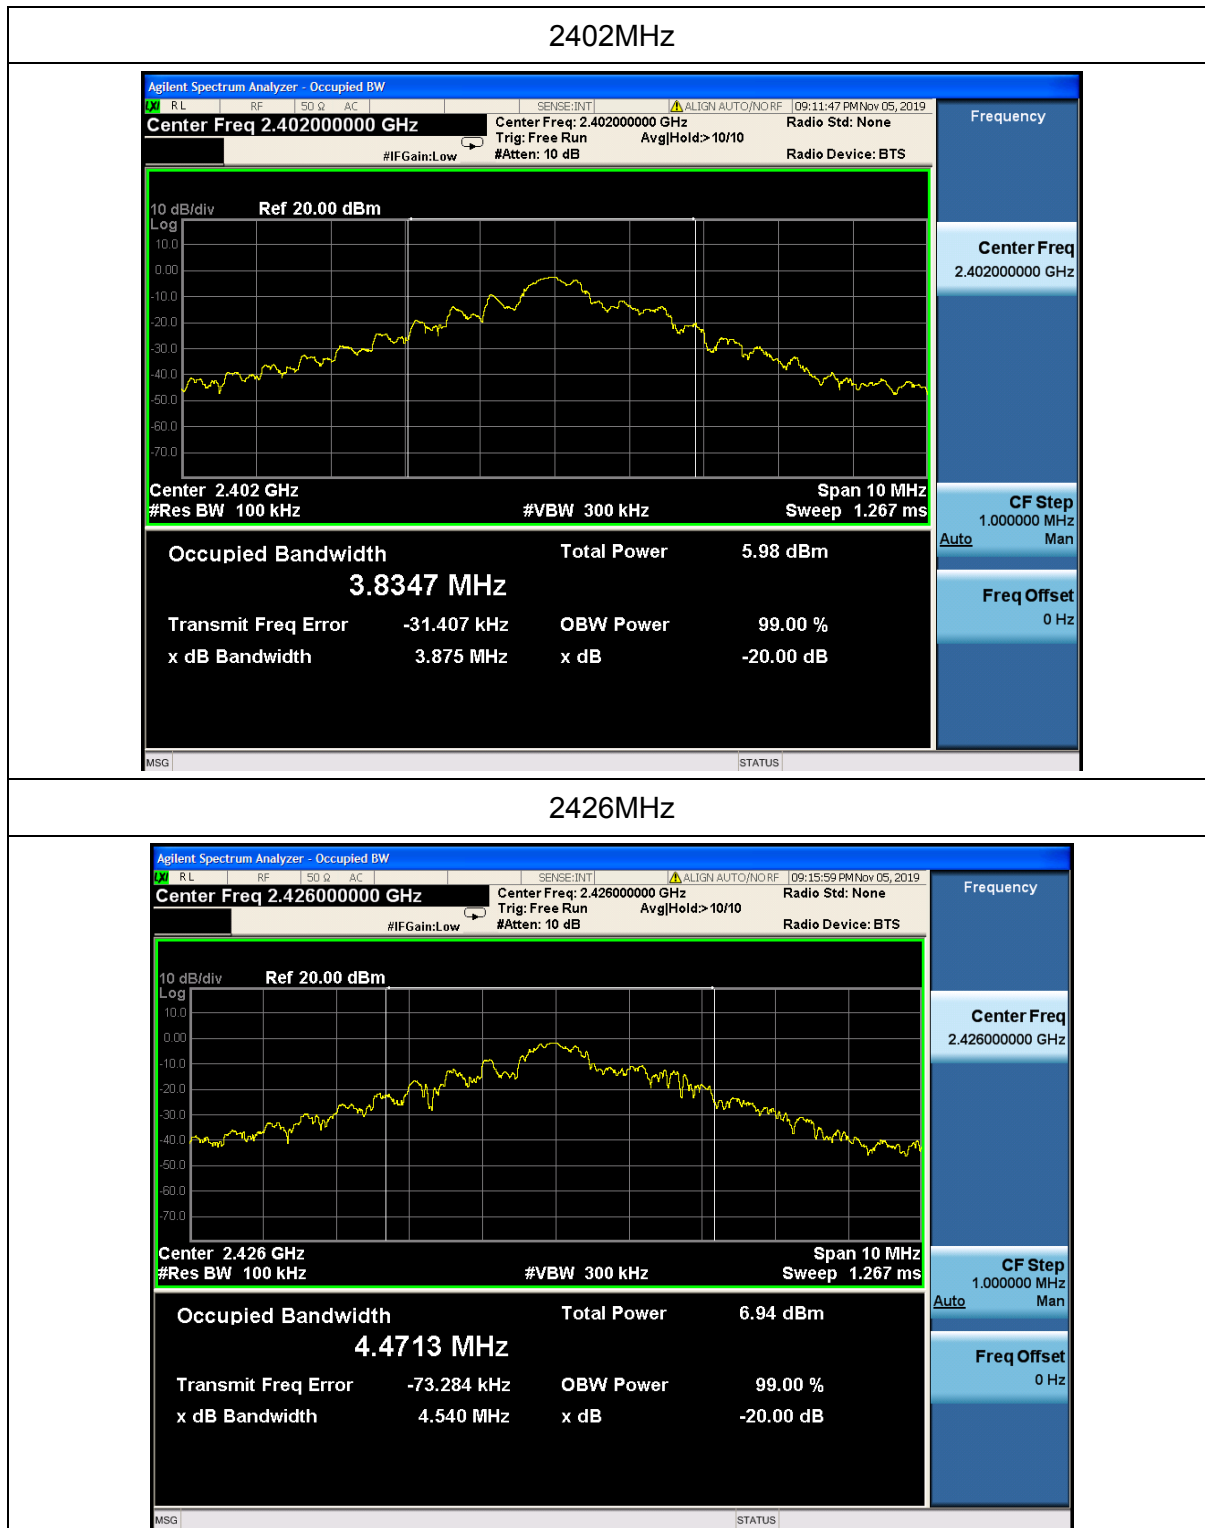 2402MHz
Agilent Spectrum Analyzer - Occupied BW
LXI RL RF 50 Ω AC SENSE:INT ALIGN AUTO/NO RF 09:11:47 PM Nov 05, 2019
Center Freq 2.402000000 GHz Center Freq: 2.402000000 GHz Radio Std: None Frequency
Trig: Free Run Avg|Hold:>10/10
#IFGain:Low #Atten: 10 dB Radio Device: BTS
10 dB/div Ref 20.00 dBm
Log
10.0
Center Freq
2.402000000 GHz
0.00
-10.0
-20.0
-30.0
-40.0
-50.0
-60.0
-70.0
Center 2.402 GHz Span 10 MHz
#Res BW 100 kHz #VBW 300 kHz Sweep 1.267 ms
CF Step
1.000000 MHz
Auto Man
Occupied Bandwidth Total Power 5.98 dBm
3.8347 MHz
Freq Offset
0 Hz
Transmit Freq Error -31.407 kHz OBW Power 99.00 %
x dB Bandwidth 3.875 MHz x dB -20.00 dB
MSG STATUS
2426MHz
Agilent Spectrum Analyzer - Occupied BW
LXI RL RF 50 Ω AC SENSE:INT ALIGN AUTO/NO RF 09:15:59 PM Nov 05, 2019
Center Freq 2.426000000 GHz Center Freq: 2.426000000 GHz Radio Std: None Frequency
Trig: Free Run Avg|Hold:>10/10
#IFGain:Low #Atten: 10 dB Radio Device: BTS
10 dB/div Ref 20.00 dBm
Log
10.0
Center Freq
2.426000000 GHz
0.00
-10.0
-20.0
-30.0
-40.0
-50.0
-60.0
-70.0
Center 2.426 GHz Span 10 MHz
#Res BW 100 kHz #VBW 300 kHz Sweep 1.267 ms
CF Step
1.000000 MHz
Auto Man
Occupied Bandwidth Total Power 6.94 dBm
4.4713 MHz
Freq Offset
0 Hz
Transmit Freq Error -73.284 kHz OBW Power 99.00 %
x dB Bandwidth 4.540 MHz x dB -20.00 dB
MSG STATUS